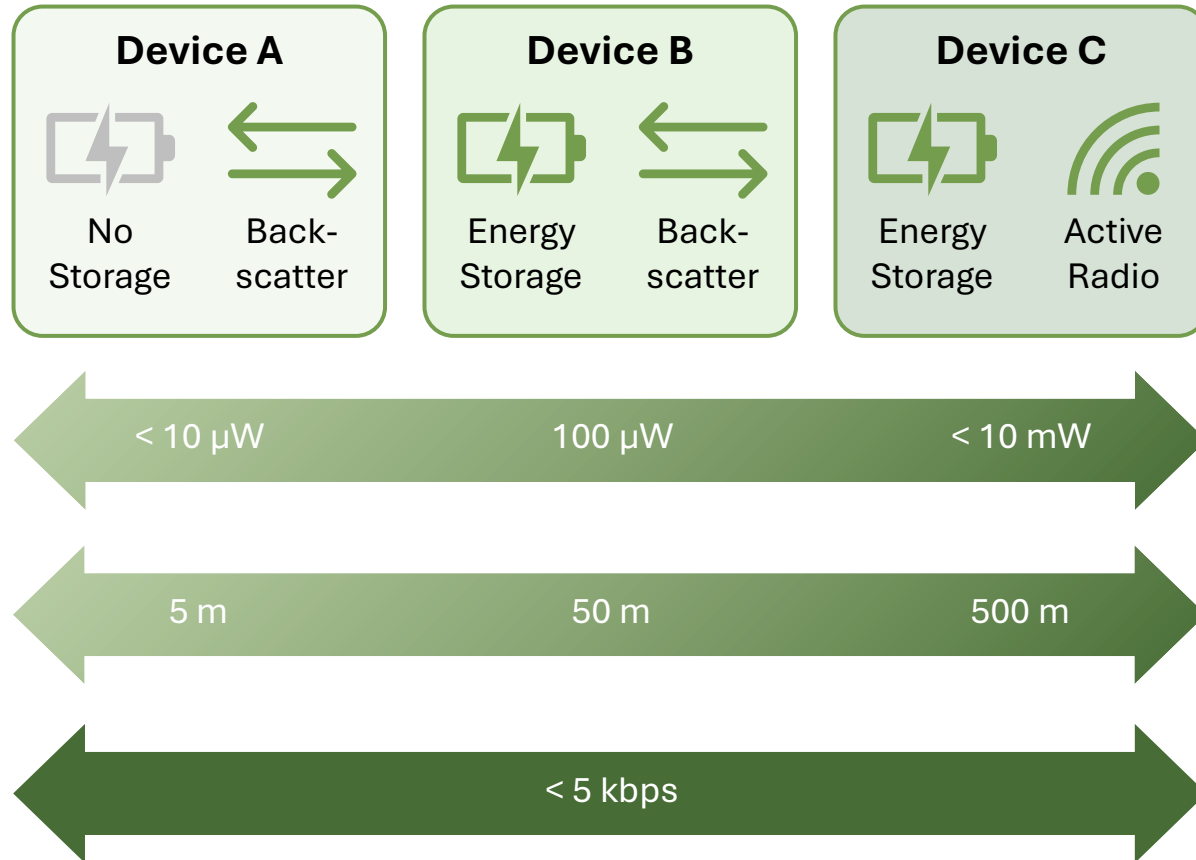 Device A
No
Storage
Back-
scatter
Device B
Energy
Storage
Back-
scatter
Device C
Energy
Storage
Active
Radio
< 10 µW
100 µW
< 10 mW
5 m
50 m
500 m
< 5 kbps